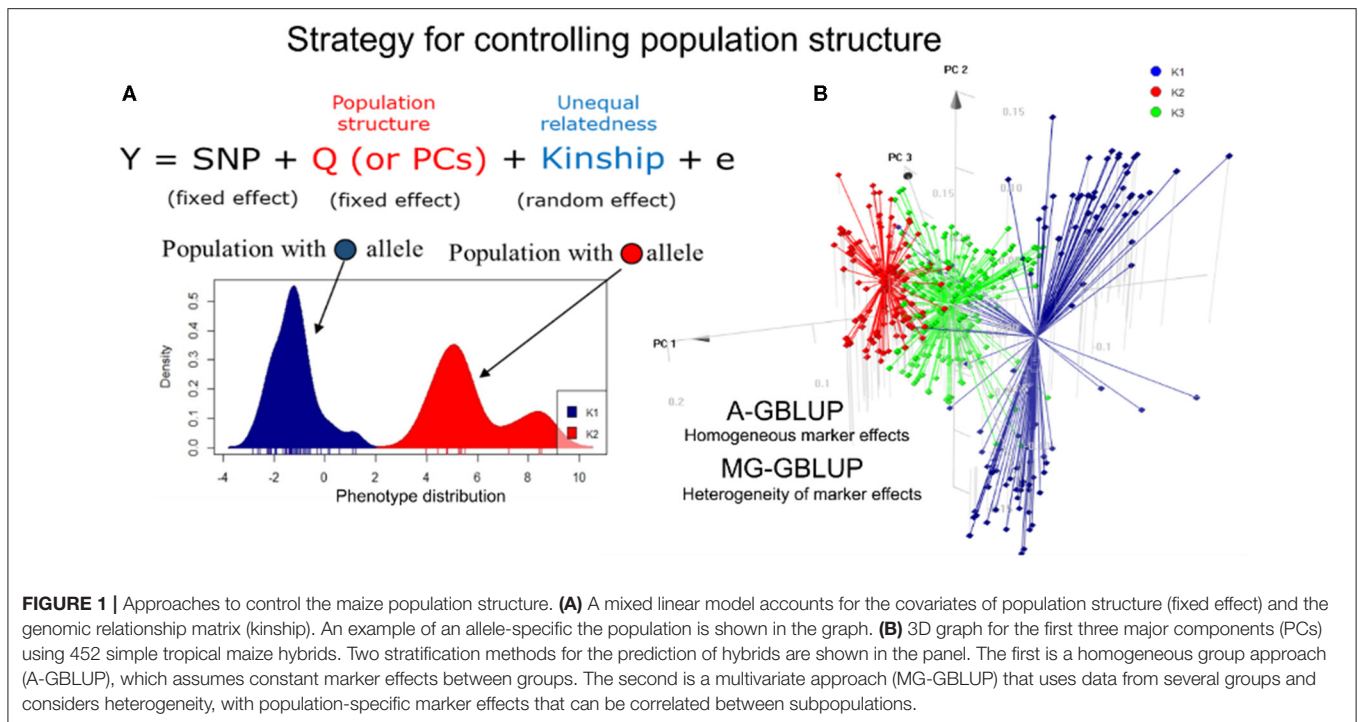 Strategy for controlling population structure
A
Population
structure
Unequal
relatedness
Y = SNP + Q (or PCs) + Kinship + e
(fixed effect)
(fixed effect)
(random effect)
Population with allele
Population with allele
Density
0.5
0.4
0.3
0.2
0.1
0.0
K1
K2
-4
-2
0
2
4
6
8
10
Phenotype distribution
B
PC 2
K1
K2
K3
0.15
PC 3
0.15
0.10
PC 1
0.1
0.2
-0.1
A-GBLUP
Homogeneous marker effects
MG-GBLUP
Heterogeneity of marker effects
FIGURE 1 | Approaches to control the maize population structure. (A) A mixed linear model accounts for the covariates of population structure (fixed effect) and the
genomic relationship matrix (kinship). An example of an allele-specific the population is shown in the graph. (B) 3D graph for the first three major components (PCs)
using 452 simple tropical maize hybrids. Two stratification methods for the prediction of hybrids are shown in the panel. The first is a homogeneous group approach
(A-GBLUP), which assumes constant marker effects between groups. The second is a multivariate approach (MG-GBLUP) that uses data from several groups and
considers heterogeneity, with population-specific marker effects that can be correlated between subpopulations.